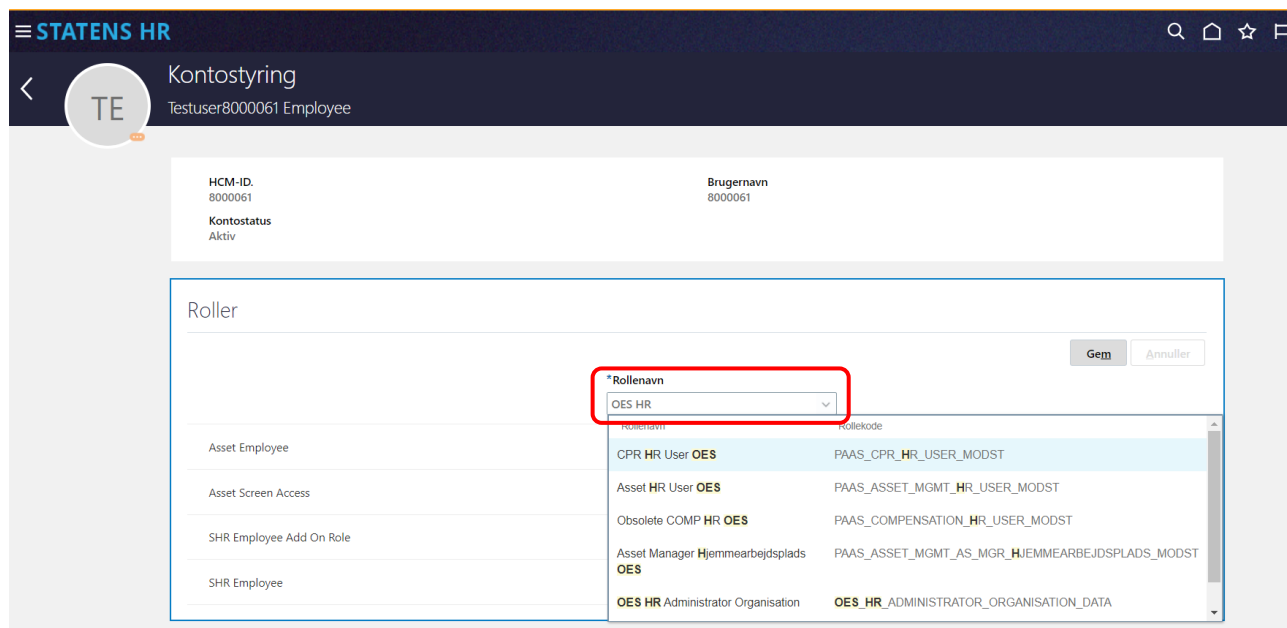 STATENS HR
Kontostyring
TE
Testuser8000061 Employee
HCM-ID.
8000061
Brugernavn
8000061
Kontostatus
Aktiv
Roller
Gem
Annuller
*Rollenavn
OES HR
Rollenavn Rollekode
Asset Employee
CPR HR User OES PAAS_CPR_HR_USER_MODST
Asset HR User OES PAAS_ASSET_MGMT_HR_USER_MODST
Asset Screen Access
Obsolete COMP HR OES PAAS_COMPENSATION_HR_USER_MODST
SHR Employee Add On Role
Asset Manager Hjemmearbejdsplads PAAS_ASSET_MGMT_AS_MGR_HJEMMEARBEJDSPLADS_MODST
OES
SHR Employee
OES HR Administrator Organisation OES_HR_ADMINISTRATOR_ORGANISATION_DATA